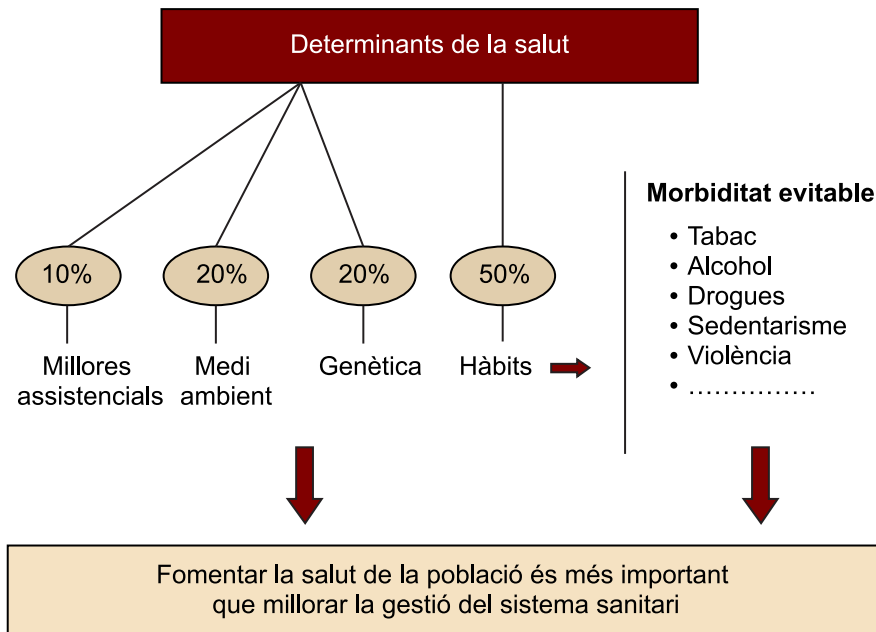 Determinants de la salut
10%
20%
20%
50%
Millores
assistencials
Medi
ambient
Genètica
Hàbits
Morbiditat evitable
• Tabac
• Alcohol
• Drogues
• Sedentarisme
• Violència
• ……………
Fomentar la salut de la població és més important
que millorar la gestió del sistema sanitari